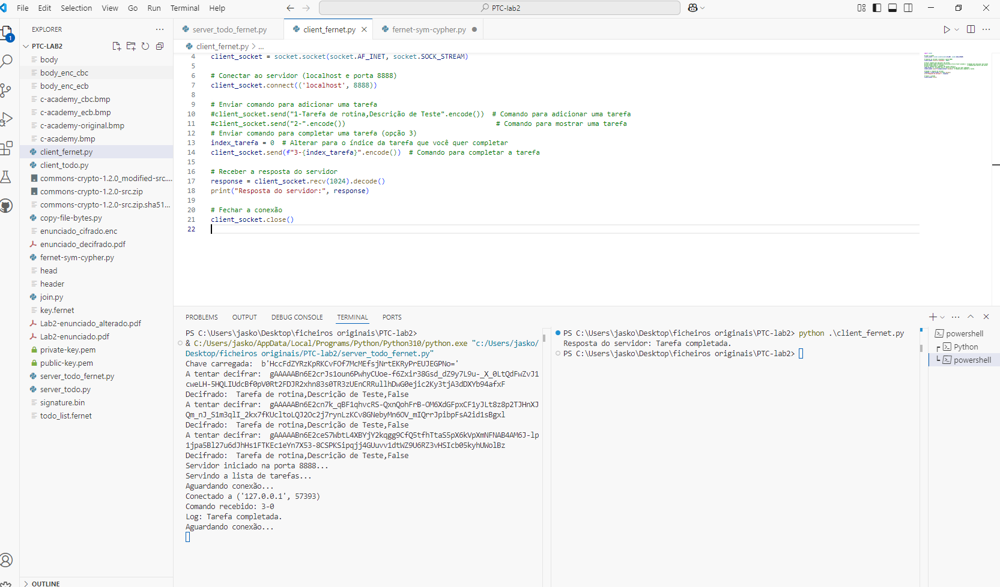 File Edit Selection View Go Run Terminal Help
PTC-lab2
EXPLORER
PTC-LAB2
body
body_enc_cbc
body_enc_ecb
c-academy_cbc.bmp
c-academy_ecb.bmp
c-academy-original.bmp
c-academy.bmp
client_fernet.py
client_todo.py
commons-crypto-1.2.0_modified-src....
commons-crypto-1.2.0-src.zip
commons-crypto-1.2.0-src.zip.sha51...
copy-file-bytes.py
enunciado_cifrado.enc
enunciado_decifrado.pdf
fernet-sym-cypher.py
head
header
join.py
key.fernet
Lab2-enunciado_alterado.pdf
Lab2-enunciado.pdf
private-key.pem
public-key.pem
server_todo_fernet.py
server_todo.py
signature.bin
todo_list.fernet
OUTLINE
1
server_todo_fernet.py client_fernet.py fernet-sym-cypher.py
client_fernet.py > ...
4 client_socket = socket.socket(socket.AF_INET, socket.SOCK_STREAM)
5
6 # Conectar ao servidor (localhost e porta 8888)
7 client_socket.connect(('localhost', 8888))
8
9 # Enviar comando para adicionar uma tarefa
10 #client_socket.send("1-Tarefa de rotina,Descrição de Teste".encode()) # Comando para adicionar uma tarefa
11 #client_socket.send("2-".encode()) # Comando para mostrar uma tarefa
12 # Enviar comando para completar uma tarefa (opção 3)
13 index_tarefa = 0 # Alterar para o índice da tarefa que você quer completar
14 client_socket.send(f"3-{index_tarefa}".encode()) # Comando para completar a tarefa
15
16 # Receber a resposta do servidor
17 response = client_socket.recv(1024).decode()
18 print("Resposta do servidor:", response)
19
20 # Fechar a conexão
21 client_socket.close()
22
PROBLEMS OUTPUT DEBUG CONSOLE TERMINAL PORTS
PS C:\Users\jasko\Desktop\ficheiros originais\PTC-lab2>
& C:/Users/jasko/AppData/Local/Programs/Python/Python310/python.exe "c:/Users/jasko/
Desktop/ficheiros originais/PTC-lab2/server_todo_fernet.py"
Chave carregada: b'HccFdZYRzKpRKCvFOf7McMEfsjNrtEKRyPrEUJEGPNo='
A tentar decifrar: gAAAAABn6E2crJs1oun6PwhyCUoe-f6Zxir38Gsd_dZ9y7L9u-_X_0LtQdFwZvJ1
cweLH-5HQLIUdcBf0pV0Rt2FDJR2xhn83s0TR3zUEnCRRullhDwG0ejic2Ky3tjA3dDXYb94afxF
Decifrado: Tarefa de rotina,Descrição de Teste,False
A tentar decifrar: gAAAAABn6E2cn7k_qBF1qhvcRS-QxnQohFrB-OM6XdGFpxCF1yJLt8z8p2TJHnXJ
Qm_nJ_S1m3qlI_2kx7fKUcltoLQJ2Oc2j7rynLzKCv8GNebyMn6OV_mIQrrJpibpFsA2id1sBgxl
Decifrado: Tarefa de rotina,Descrição de Teste,False
A tentar decifrar: gAAAAABn6E2ceS7WbtL4XBYjY2kqgg9CfQ5tfhTtaS5pX6kVpXmNFNAB4AM6J-lp
1jpa5Bl27u6dJhHs1FTKEc1eYn7X53-8CSPKSipqjj4GUuvv1dtWZ9U6RZ3vHSIcb05kyhUWolBz
Decifrado: Tarefa de rotina,Descrição de Teste,False
Servidor iniciado na porta 8888...
Servindo a lista de tarefas...
Aguardando conexão...
Conectado a ('127.0.0.1', 57393)
Comando recebido: 3-0
Log: Tarefa completada.
Aguardando conexão...
PS C:\Users\jasko\Desktop\ficheiros originais\PTC-lab2> python .\client_fernet.py
Resposta do servidor: Tarefa completada.
PS C:\Users\jasko\Desktop\ficheiros originais\PTC-lab2>
powershell
Python
powershell